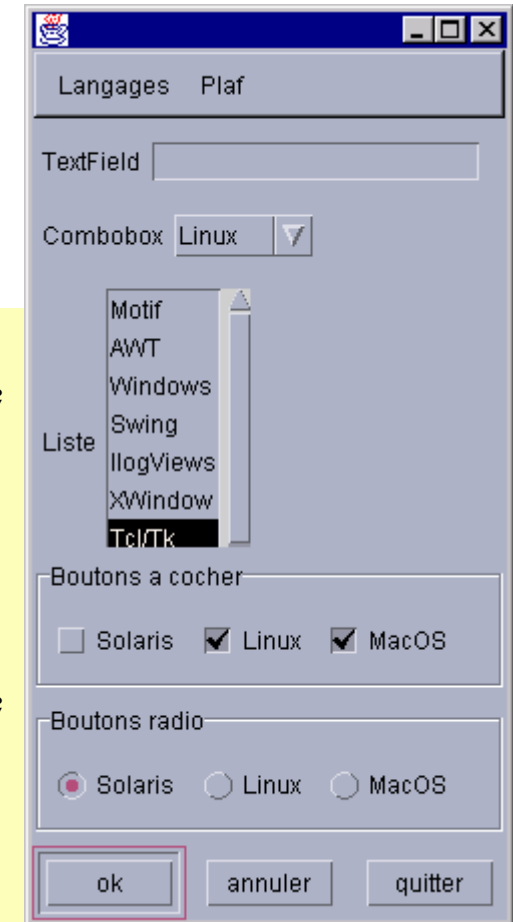 Langages Plaf
TextField
Combobox Linux
Motif
AWT
Windows
Swing
Liste
IlogViews
XWindow
Tcl/Tk
Boutons a cocher
Solaris Linux MacOS
Boutons radio
Solaris Linux MacOS
ok annuler quitter